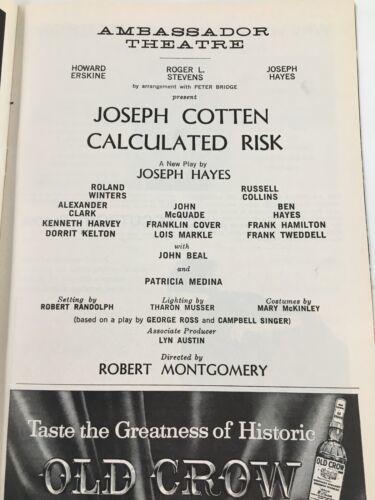 AMBASSADOR
THEATRE
HOWARD ERSKINE
ROGER L. STEVENS
JOSEPH HAYES
by arrangement with PETER BRIDGE
present
JOSEPH COTTEN
CALCULATED RISK
A New Play by
JOSEPH HAYES
ROLAND WINTERS
RUSSELL COLLINS
ALEXANDER CLARK
JOHN McQUADE
BEN HAYES
KENNETH HARVEY FRANKLIN COVER FRANK HAMILTON
DORRIT KELTON LOIS MARKLE FRANK TWEDDELL
with
JOHN BEAL
and
PATRICIA MEDINA
Setting by Lighting by Costumes by
ROBERT RANDOLPH THARON MUSSER MARY McKINLEY
(based on a play by GEORGE ROSS and CAMPBELL SINGER)
Associate Producer
LYN AUSTIN
Directed by
ROBERT MONTGOMERY
Taste the Greatness of Historic
OLD CROW
OLD CROW